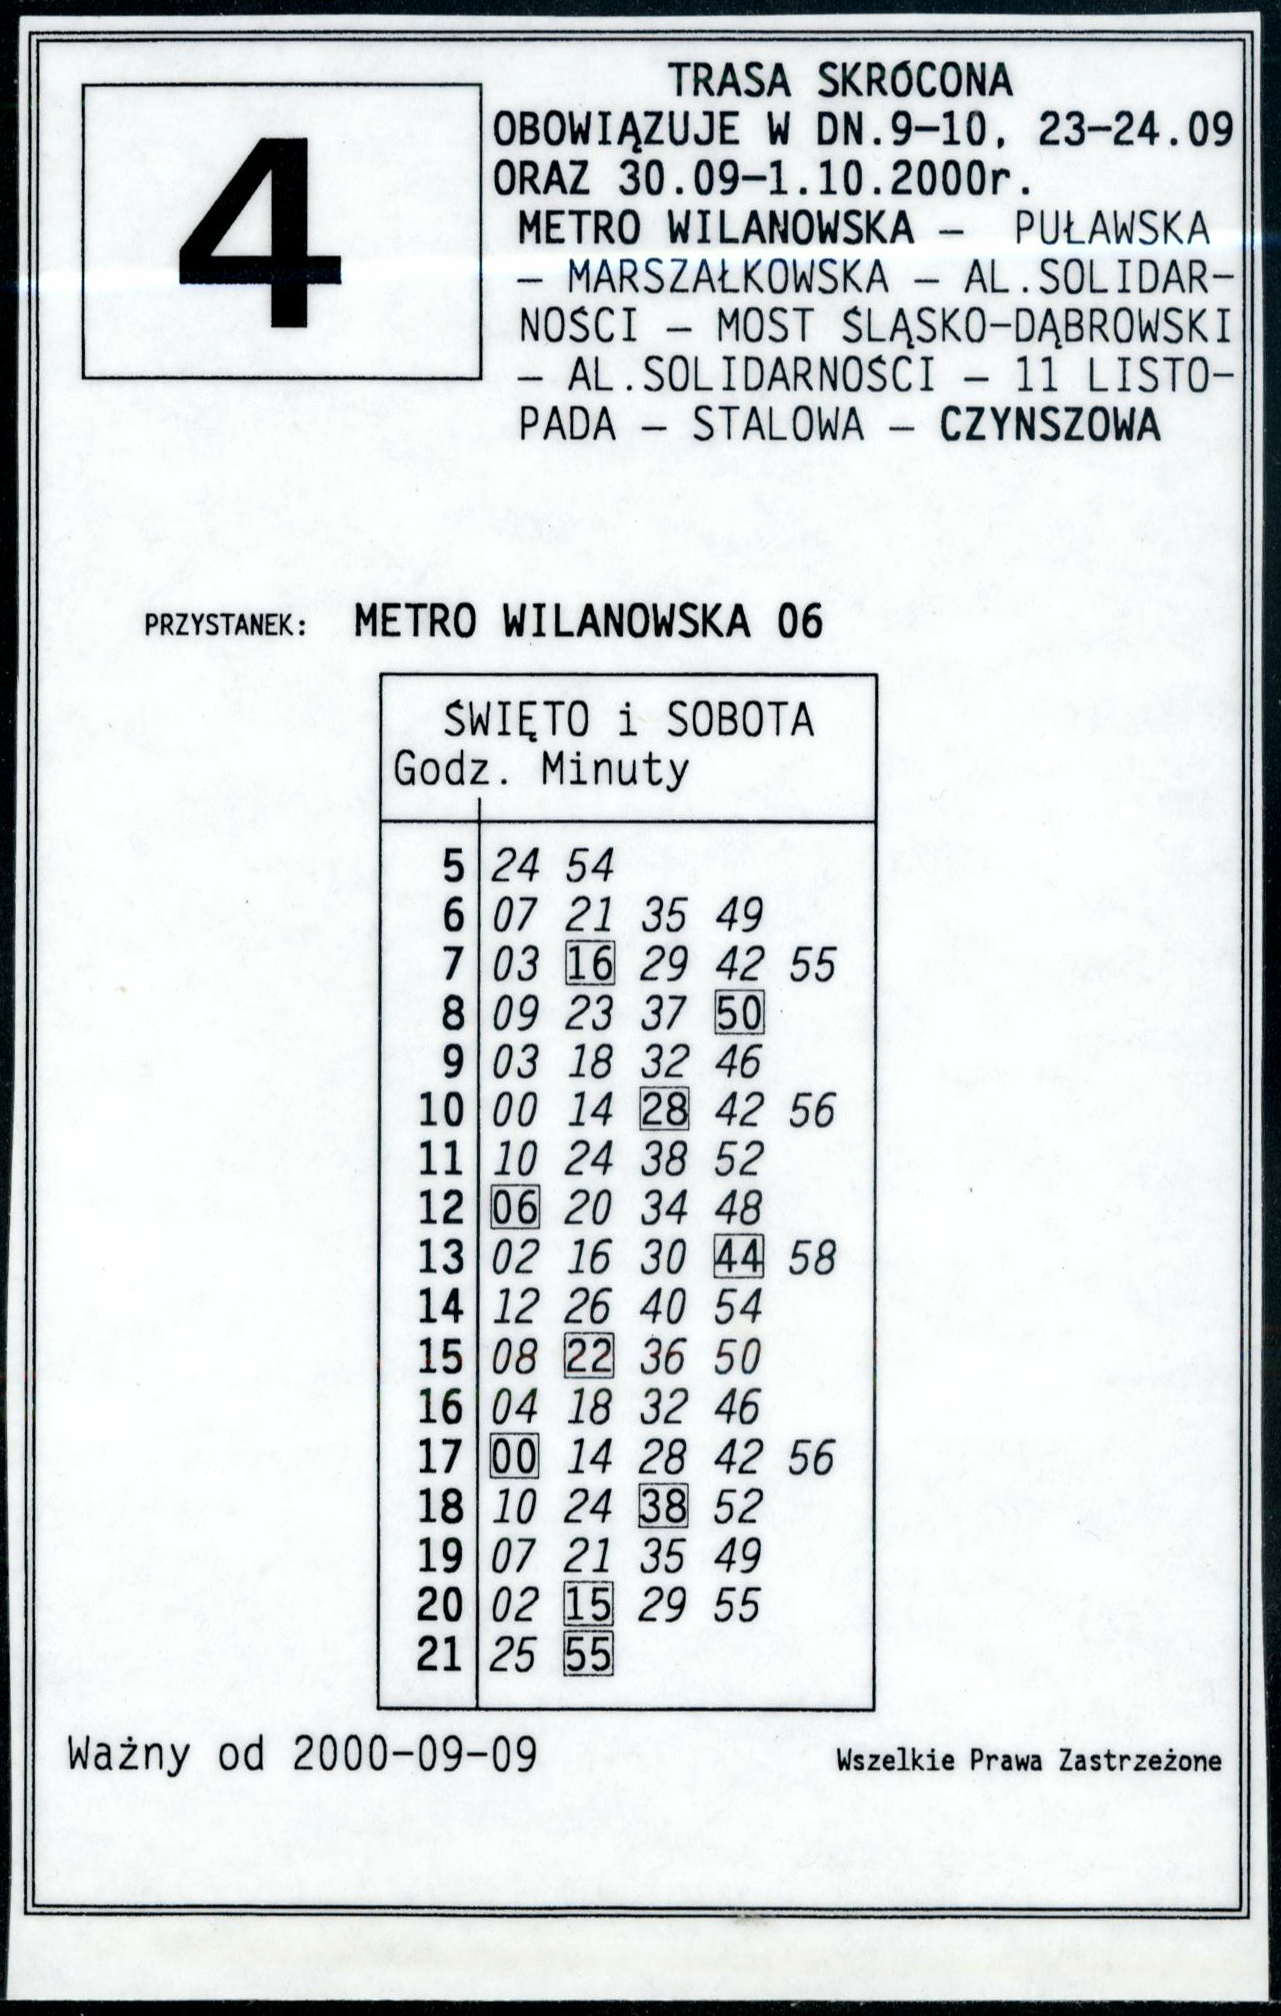 4
TRASA SKRÓCONA
OBOWIĄZUJE W DN.9–10, 23–24.09
ORAZ 30.09–1.10.2000r.
METRO WILANOWSKA – PUŁAWSKA
– MARSZAŁKOWSKA – AL.SOLIDAR–
NOŚCI – MOST ŚLĄSKO–DĄBROWSKI
– AL.SOLIDARNOŚCI – 11 LISTO–
PADA – STALOWA – CZYNSZOWA
PRZYSTANEK: METRO WILANOWSKA 06
ŚWIĘTO i SOBOTA
Godz. Minuty
5 24 54
6 07 21 35 49
7 03 16 29 42 55
8 09 23 37 50
9 03 18 32 46
10 00 14 28 42 56
11 10 24 38 52
12 06 20 34 48
13 02 16 30 44 58
14 12 26 40 54
15 08 22 36 50
16 04 18 32 46
17 00 14 28 42 56
18 10 24 38 52
19 07 21 35 49
20 02 15 29 55
21 25 55
Ważny od 2000–09–09
Wszelkie Prawa Zastrzeżone